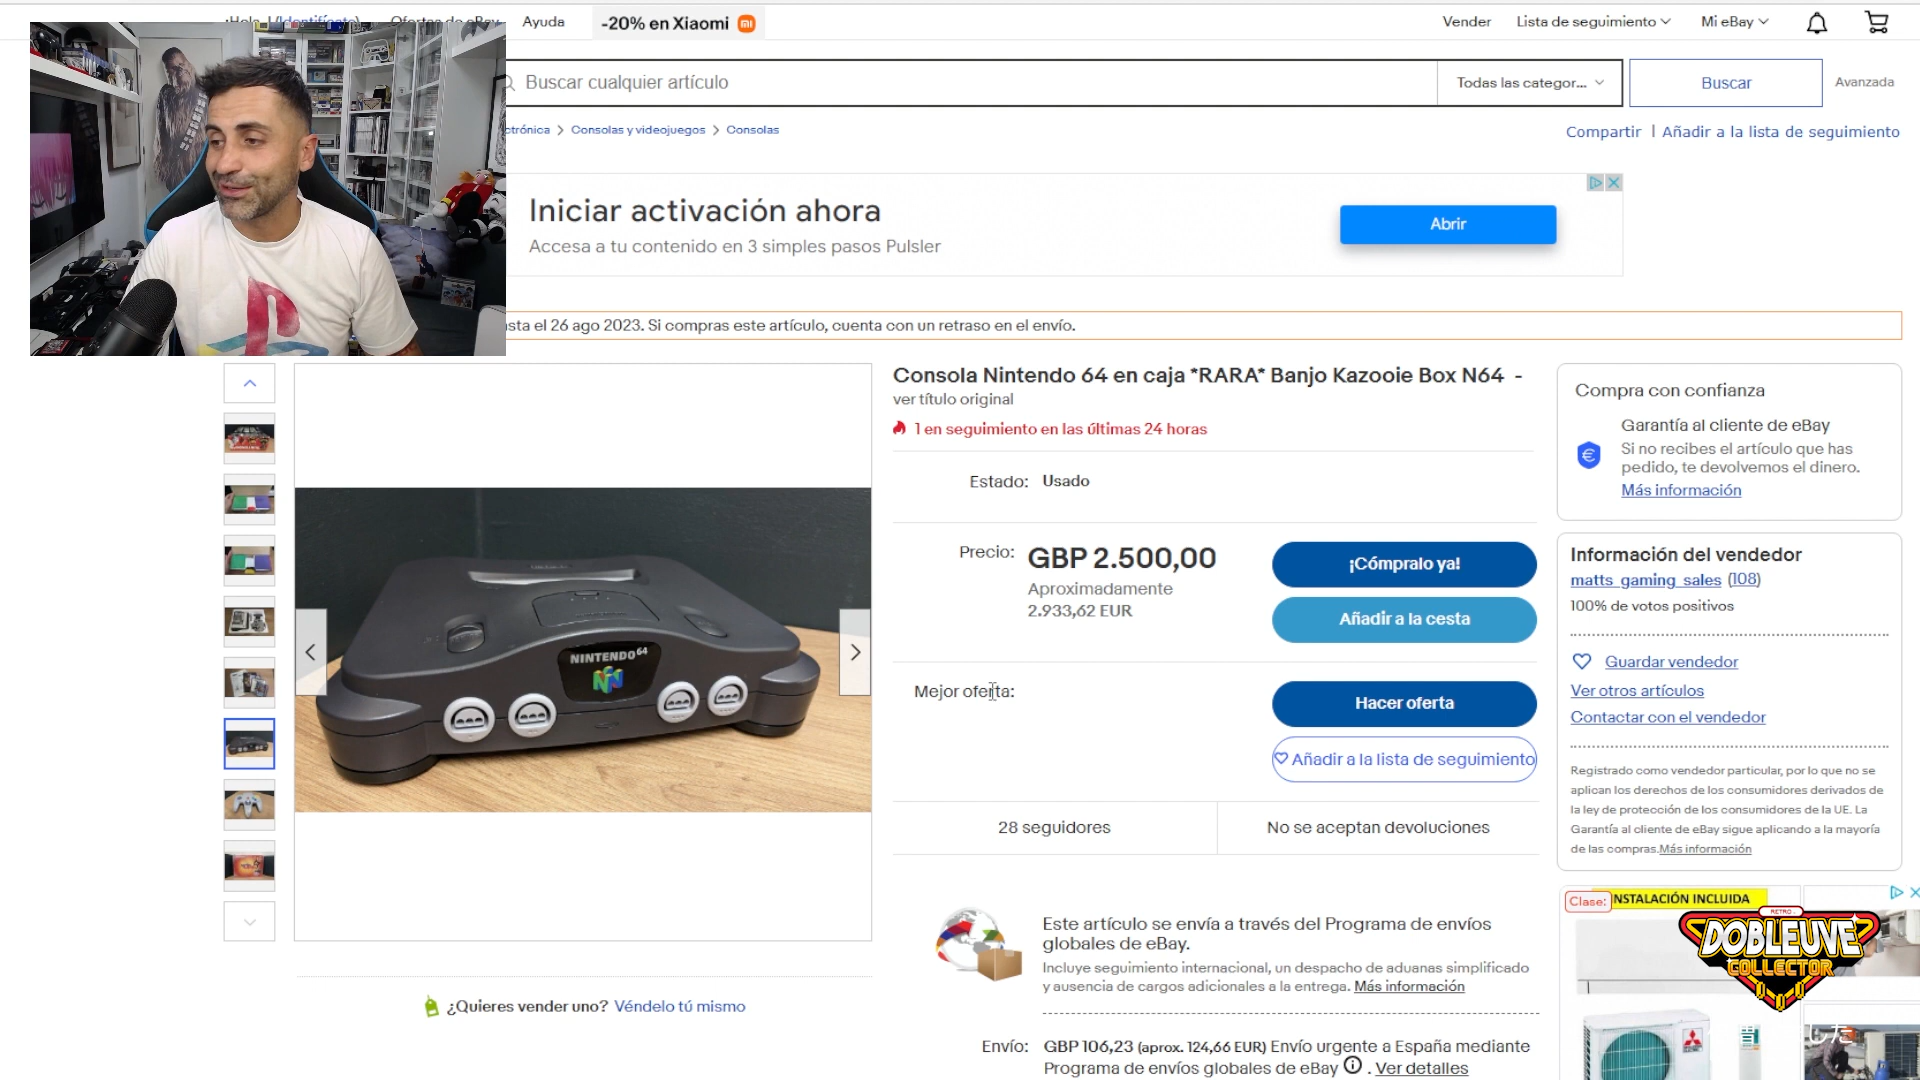 ¡Hola! (Identifícate)
Ofertas de eBay
Ayuda
-20% en Xiaomi
Vender
Lista de seguimiento
Mi eBay
Buscar cualquier artículo
Todas las categor...
Buscar
Avanzada
ctrónica > Consolas y videojuegos > Consolas
Compartir | Añadir a la lista de seguimiento
Iniciar activación ahora
Accesa a tu contenido en 3 simples pasos Pulsler
Abrir
sta el 26 ago 2023. Si compras este artículo, cuenta con un retraso en el envío.
Consola Nintendo 64 en caja *RARA* Banjo Kazooie Box N64 -
ver título original
1 en seguimiento en las últimas 24 horas
Estado: Usado
Precio: GBP 2.500,00
Aproximadamente
2.933,62 EUR
¡Cómpralo ya!
Añadir a la cesta
Mejor oferta:
Hacer oferta
Añadir a la lista de seguimiento
28 seguidores
No se aceptan devoluciones
Este artículo se envía a través del Programa de envíos
globales de eBay.
Incluye seguimiento internacional, un despacho de aduanas simplificado
y ausencia de cargos adicionales a la entrega. Más información
Envío: GBP 106,23 (aprox. 124,66 EUR) Envío urgente a España mediante
Programa de envíos globales de eBay . Ver detalles
NINTENDO 64
¿Quieres vender uno? Véndelo tú mismo
Compra con confianza
Garantía al cliente de eBay
Si no recibes el artículo que has
pedido, te devolvemos el dinero.
Más información
Información del vendedor
matts_gaming_sales (108)
100% de votos positivos
Guardar vendedor
Ver otros artículos
Contactar con el vendedor
Registrado como vendedor particular, por lo que no se
aplican los derechos de los consumidores derivados de
la ley de protección de los consumidores de la UE. La
Garantía al cliente de eBay sigue aplicando a la mayoría
de las compras.Más información
Clase:
INSTALACIÓN INCLUIDA
RETRO
DOBLEUVE
COLLECTOR